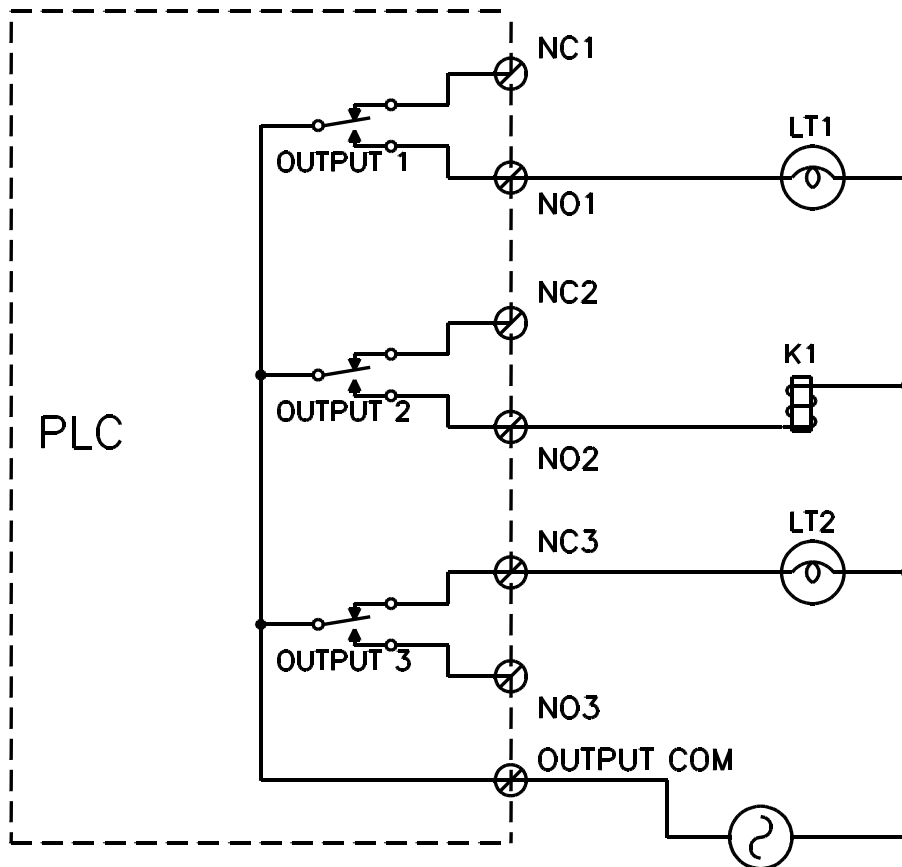 NC1
LT1
OUTPUT 1
NO1
NC2
K1
OUTPUT 2
PLC
NO2
LT2
NC3
OUTPUT 3
NO3
OUTPUT COM